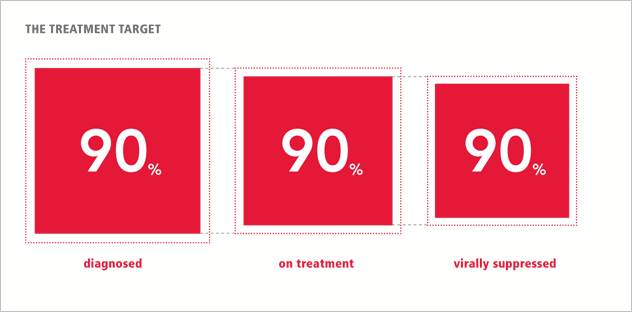 THE TREATMENT TARGET
90%
90%
90%
diagnosed
on treatment
virally suppressed